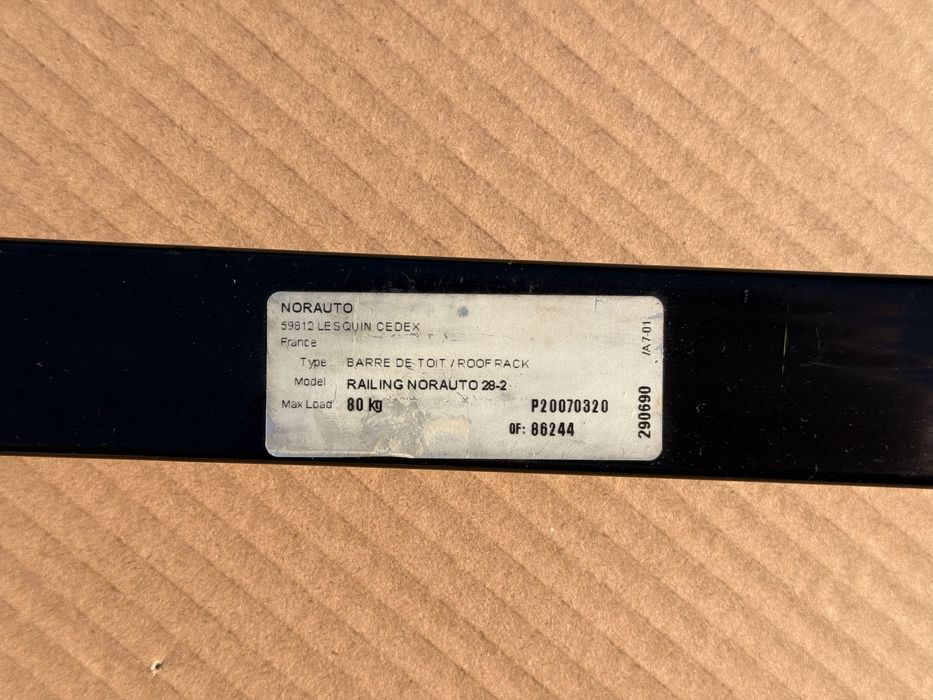 NORAUTO
59812 LESQUIN CEDEX
France
Type BARRE DE TOIT / ROOF RACK
Model RAILING NORAUTO 28-2
Max Load 80 kg
P20070320
OF: 86244
290690
/A7-01